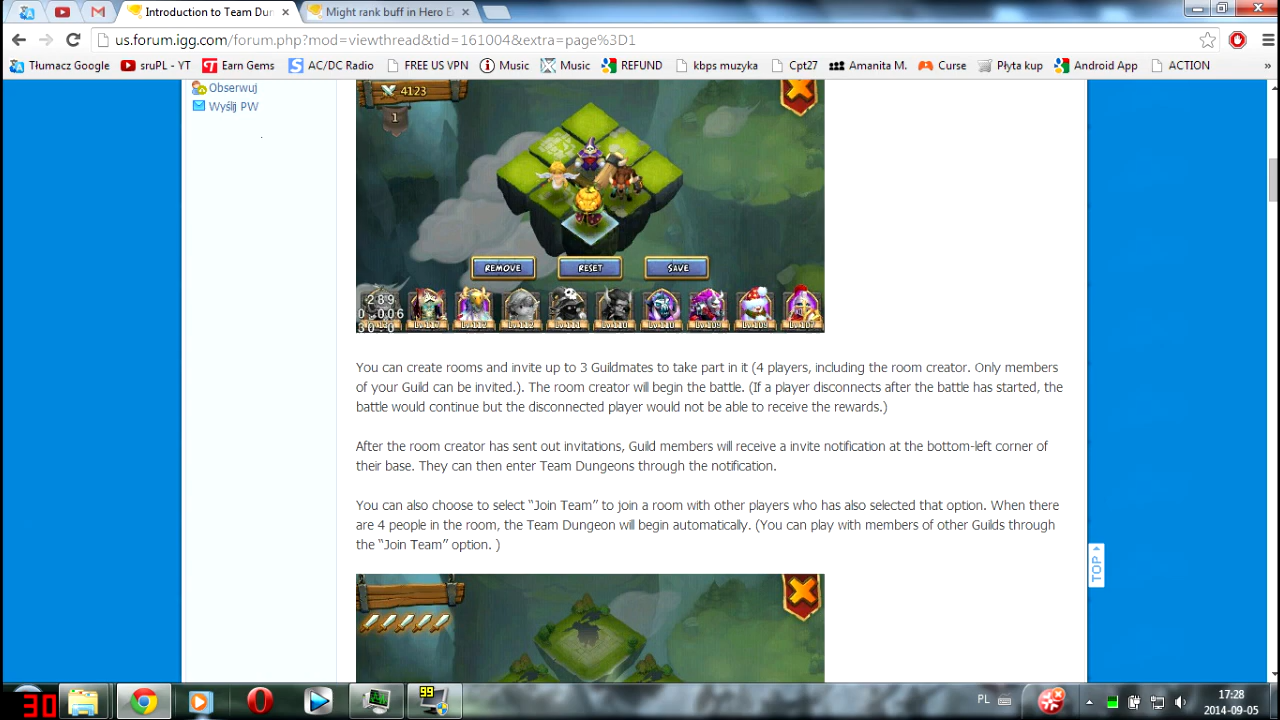 Introduction to Team Dun
Might rank buff in Hero E
us.forum.igg.com/forum.php?mod=viewthread&tid=161004&extra=page%3D1
Tłumacz Google
sruPL - YT
Earn Gems
AC/DC Radio
FREE US VPN
Music
Music
REFUND
kbps muzyka
Cpt27
Amanita M.
Curse
Płyta kup
Android App
ACTION
»
Obserwuj
Wyślij PW
4123
1
REMOVE RESET SAVE
You can create rooms and invite up to 3 Guildmates to take part in it (4 players, including the room creator. Only members
of your Guild can be invited.). The room creator will begin the battle. (If a player disconnects after the battle has started, the
battle would continue but the disconnected player would not be able to receive the rewards.)
After the room creator has sent out invitations, Guild members will receive a invite notification at the bottom-left corner of
their base. They can then enter Team Dungeons through the notification.
You can also choose to select “Join Team” to join a room with other players who has also selected that option. When there
are 4 people in the room, the Team Dungeon will begin automatically. (You can play with members of other Guilds through
the “Join Team” option. )
TOP
30
99
PL
17:28
2014-09-05